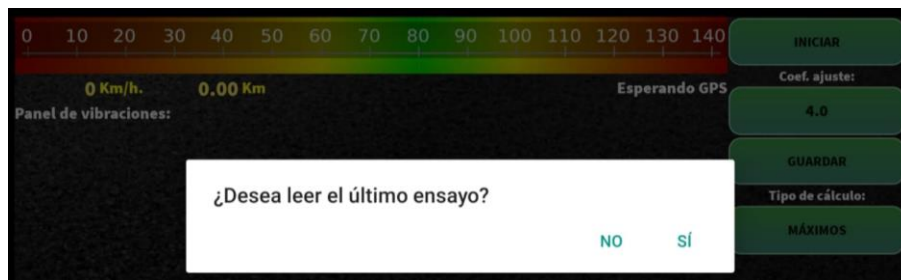 0 10 20 30 40 50 60 70 80 90 100 110 120 130 140
INICIAR
Coef. ajuste:
0 Km/h. 0.00 Km Esperando GPS
4.0
Panel de vibraciones:
GUARDAR
¿Desea leer el último ensayo?
Tipo de cálculo:
MÁXIMOS
NO SÍ